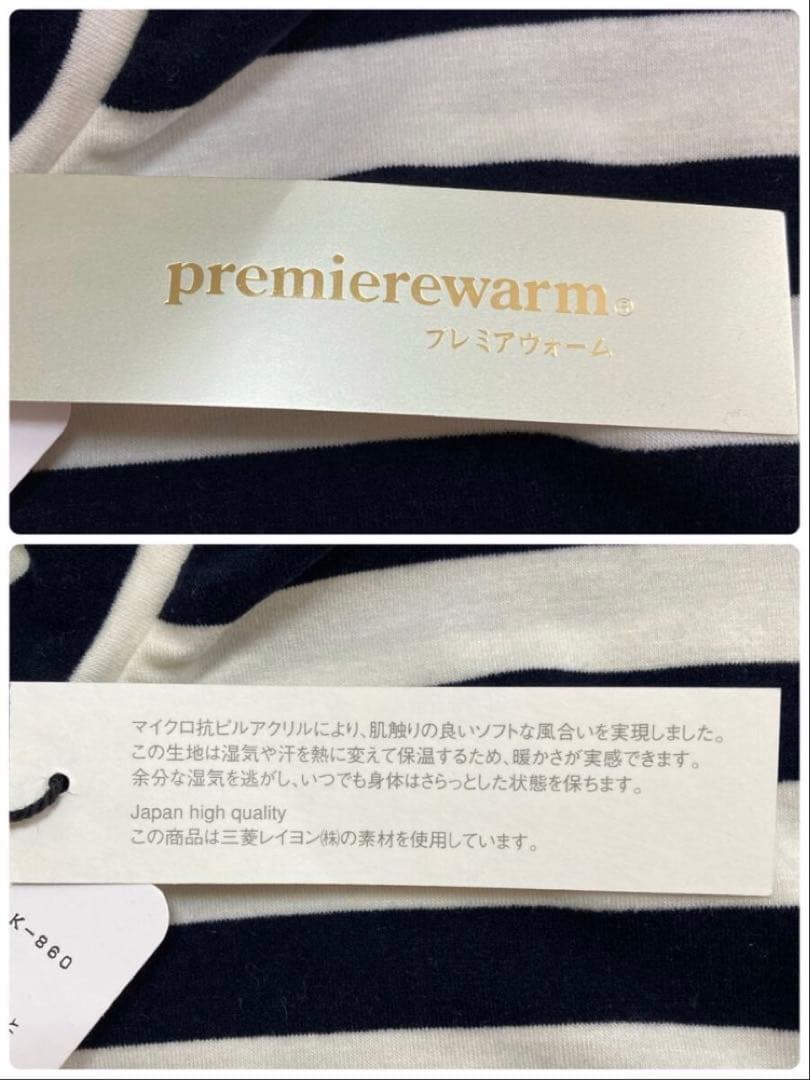 premierewarm®
プレミアウォーム
マイクロ抗ピルアクリルにより、肌触りの良いソフトな風合いを実現しました。
この生地は湿気や汗を熱に変えて保温するため、暖かさが実感できます。
余分な湿気を逃がし、いつでも身体はさらっとした状態を保ちます。
Japan high quality
この商品は三菱レイヨン㈱の素材を使用しています。
K-860